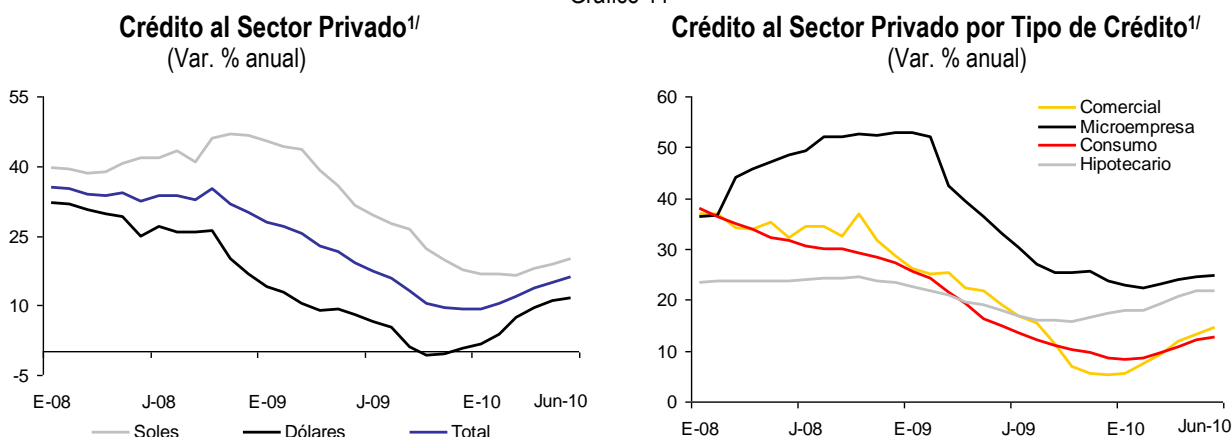 Crédito al Sector Privado1/
(Var. % anual)
55
40
25
10
-5
E-08 J-08 E-09 J-09 E-10 Jun-10
Soles Dólares Total
Crédito al Sector Privado por Tipo de Crédito1/
(Var. % anual)
60
50
40
30
20
10
0
Comercial
Microempresa
Consumo
Hipotecario
E-08 J-08 E-09 J-09 E-10 Jun-10